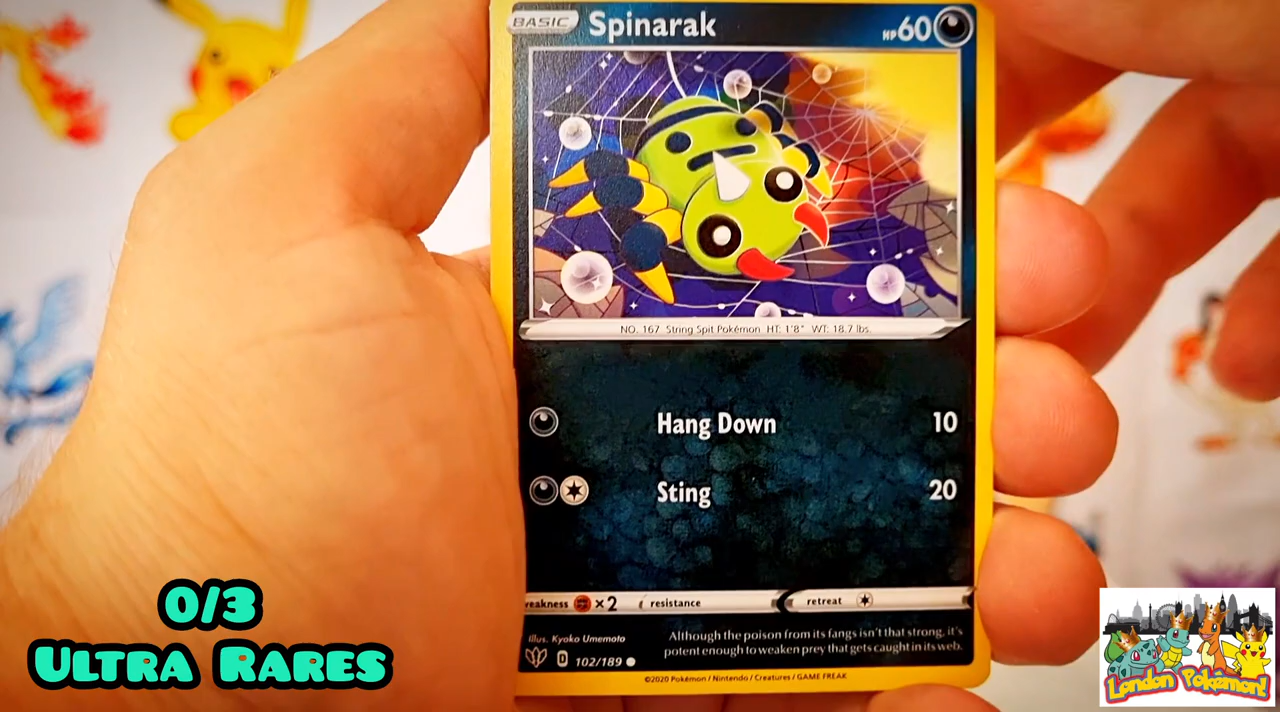 BASIC Spinarak HP60
NO. 167 String Spit Pokémon HT: 1'8" WT: 18.7 lbs.
Hang Down 10
Sting 20
weakness ×2 resistance retreat
Illus. Kyoko Umemoto
Although the poison from its fangs isn't that strong, it's
potent enough to weaken prey that gets caught in its web.
D 102/189
©2020 Pokémon / Nintendo / Creatures / GAME FREAK
0/3
ULTRA RARES
London Pokémon!